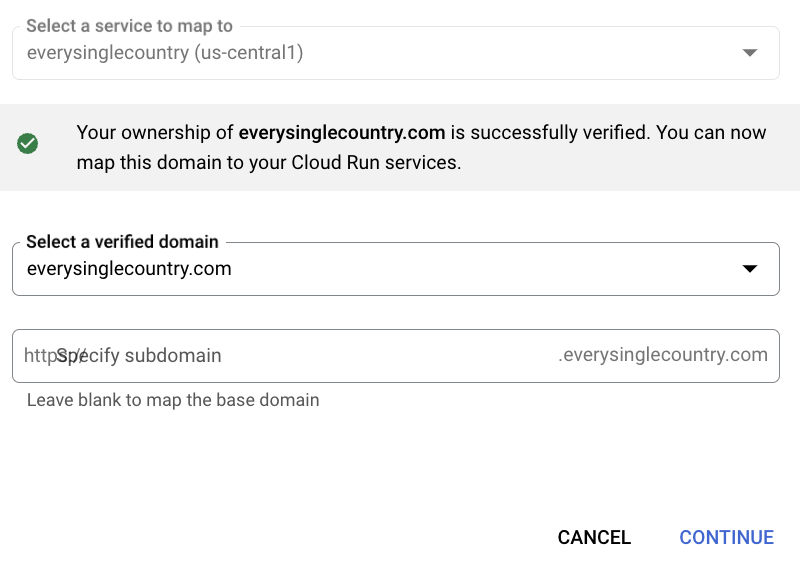 Select a service to map to
everysinglecountry (us-central1)
Your ownership of everysinglecountry.com is successfully verified. You can now
map this domain to your Cloud Run services.
Select a verified domain
everysinglecountry.com
https:// Specify subdomain .everysinglecountry.com
Leave blank to map the base domain
CANCEL CONTINUE